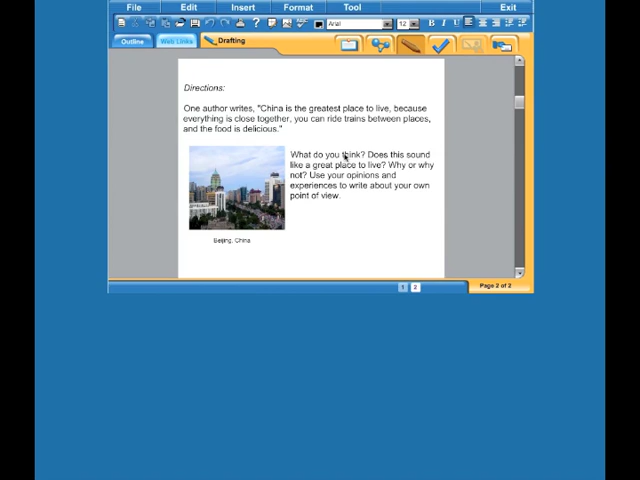 File Edit Insert Format Tool Exit
Arial 12 B I U
Outline Web Links Drafting
Directions:
One author writes, "China is the greatest place to live, because
everything is close together, you can ride trains between places,
and the food is delicious."
What do you think? Does this sound
like a great place to live? Why or why
not? Use your opinions and
experiences to write about your own
point of view.
Beijing, China
1 2 Page 2 of 2